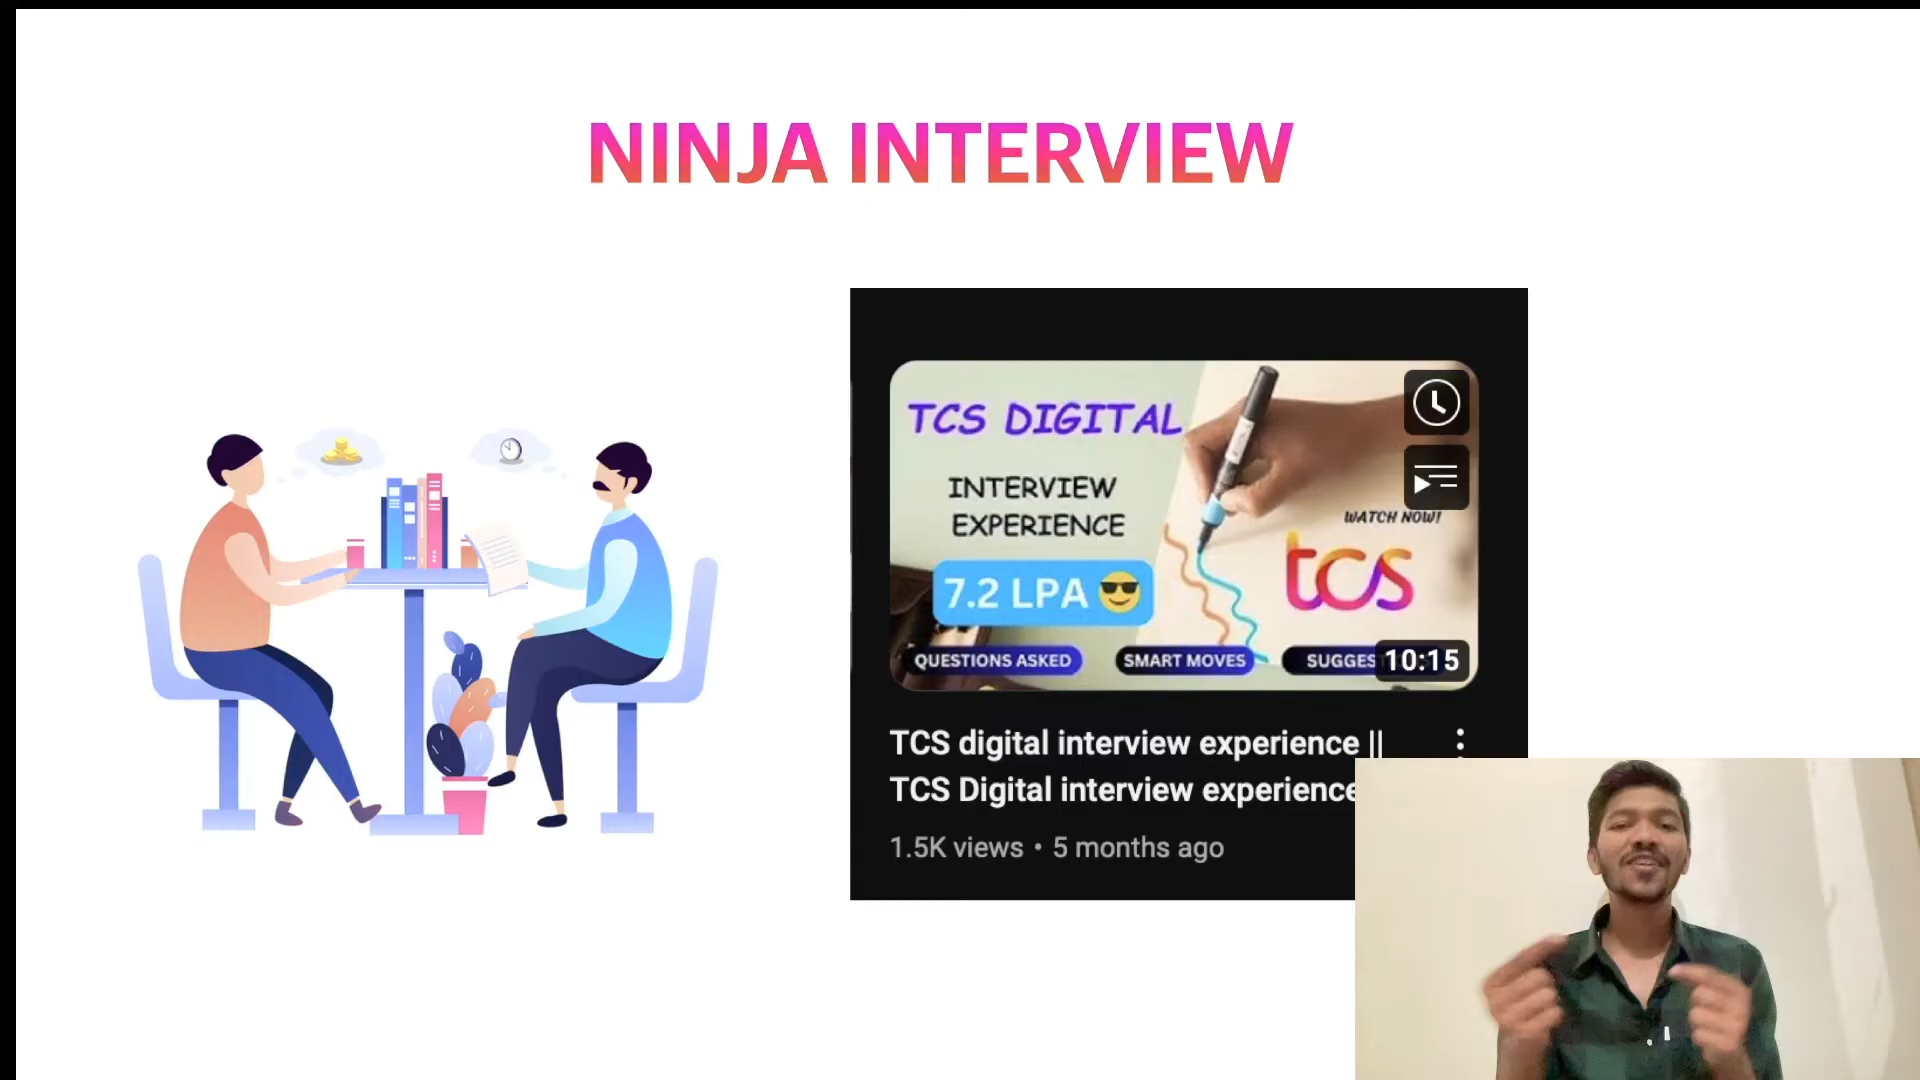 NINJA INTERVIEW
TCS DIGITAL
INTERVIEW
EXPERIENCE
7.2 LPA
WATCH NOW!
tcs
QUESTIONS ASKED
SMART MOVES
SUGGES
10:15
TCS digital interview experience ||
TCS Digital interview experience
1.5K views • 5 months ago